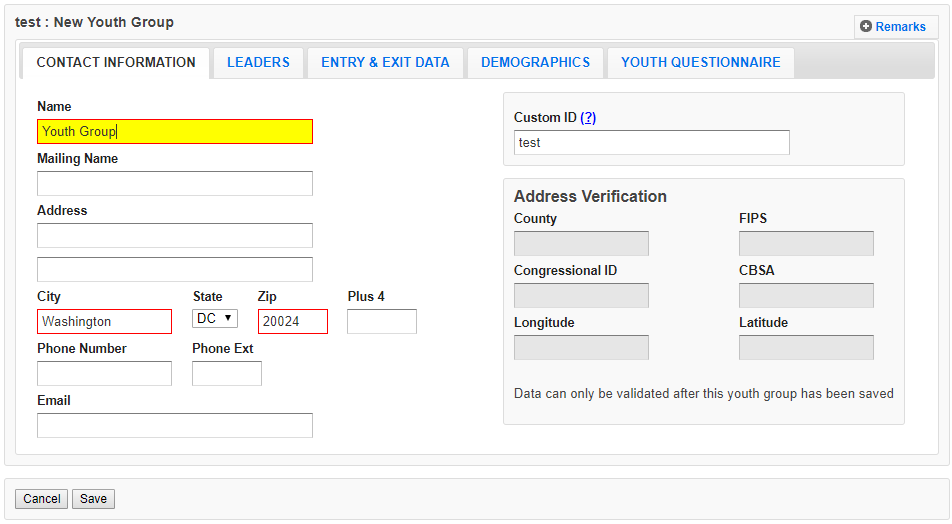 test : New Youth Group
Remarks
CONTACT INFORMATION LEADERS ENTRY & EXIT DATA DEMOGRAPHICS YOUTH QUESTIONNAIRE
Name
Youth Group
Mailing Name
Address
City State Zip Plus 4
Washington DC 20024
Phone Number Phone Ext
Email
Custom ID (?)
test
Address Verification
County FIPS
Congressional ID CBSA
Longitude Latitude
Data can only be validated after this youth group has been saved
Cancel Save